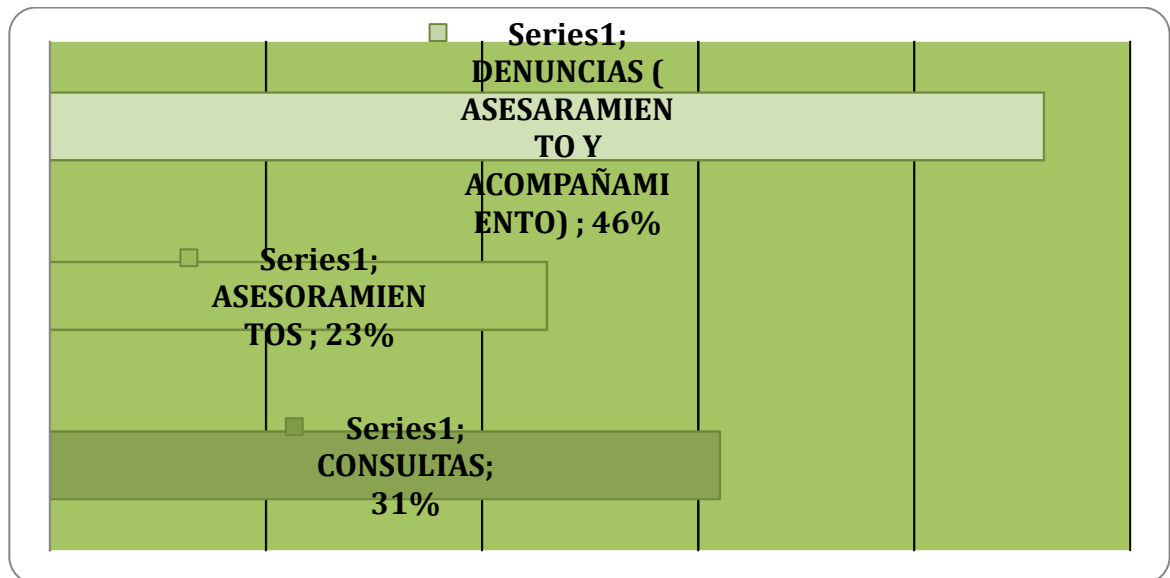 Series1;
DENUNCIAS (
ASESARAMIEN
TO Y
ACOMPAÑAMI
ENTO) ; 46%
Series1;
ASESORAMIEN
TOS ; 23%
Series1;
CONSULTAS;
31%